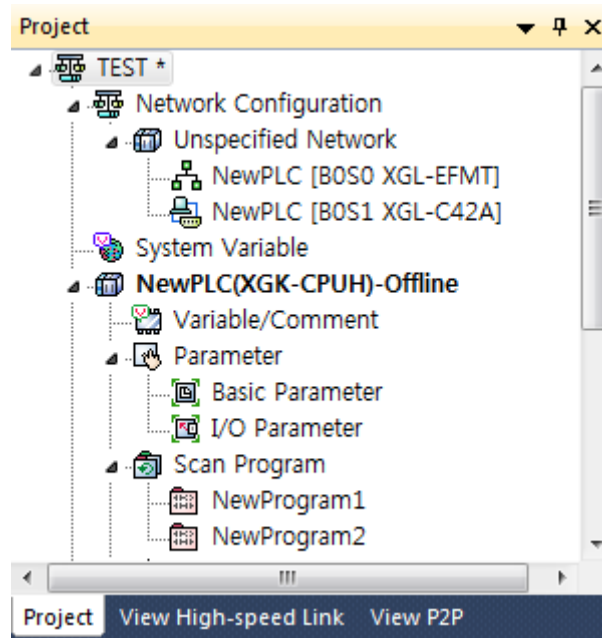 Project
TEST *
Network Configuration
Unspecified Network
NewPLC [B0S0 XGL-EFMT]
NewPLC [B0S1 XGL-C42A]
System Variable
NewPLC(XGK-CPUH)-Offline
Variable/Comment
Parameter
Basic Parameter
I/O Parameter
Scan Program
NewProgram1
NewProgram2
Project View High-speed Link View P2P